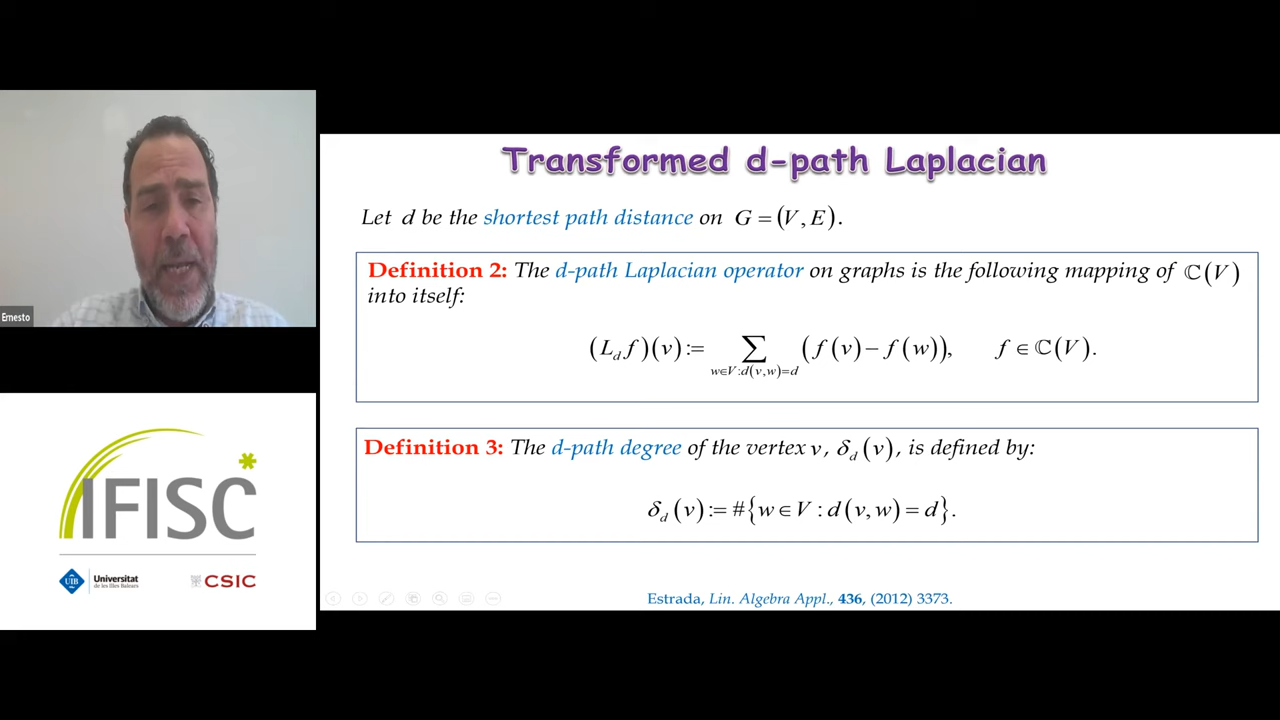 Transformed d-path Laplacian
Let d be the shortest path distance on G = (V, E).
Definition 2: The d-path Laplacian operator on graphs is the following mapping of ℂ(V)
into itself:
(L_d f)(v) := ∑_{w∈V:d(v,w)=d} (f(v) − f(w)), f ∈ ℂ(V).
Definition 3: The d-path degree of the vertex v, δ_d(v), is defined by:
δ_d(v) := #{w ∈ V : d(v, w) = d}.
Estrada, Lin. Algebra Appl., 436, (2012) 3373.
Ernesto
IFISC
UIB
Universitat
de les Illes Balears
CSIC